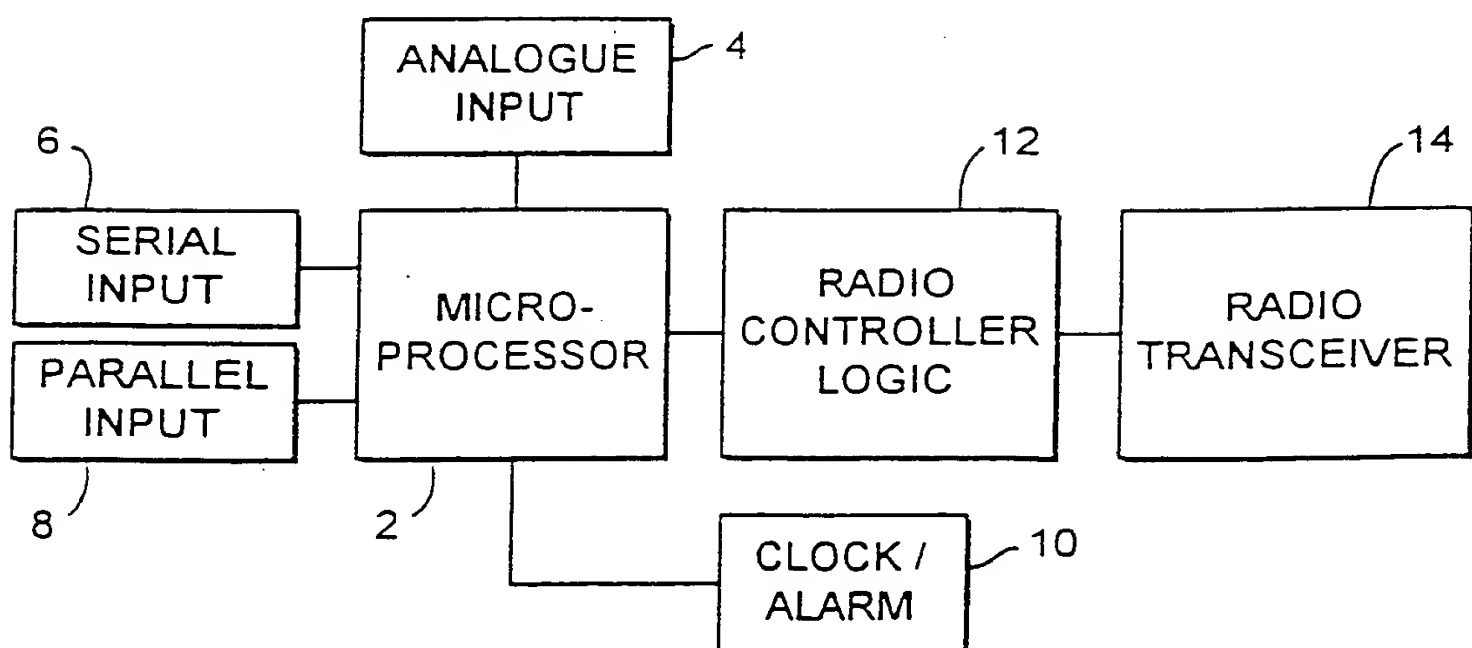 ANALOGUE
INPUT
4
6
SERIAL
INPUT
PARALLEL
INPUT
8
MICRO-
PROCESSOR
2
12
RADIO
CONTROLLER
LOGIC
14
RADIO
TRANSCEIVER
CLOCK /
ALARM
10